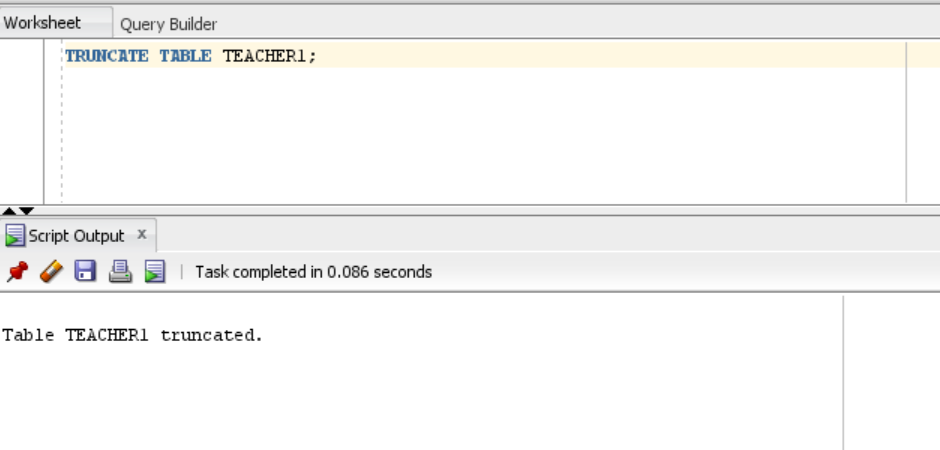 Worksheet Query Builder
TRUNCATE TABLE TEACHER1;
Script Output x
Task completed in 0.086 seconds
Table TEACHER1 truncated.